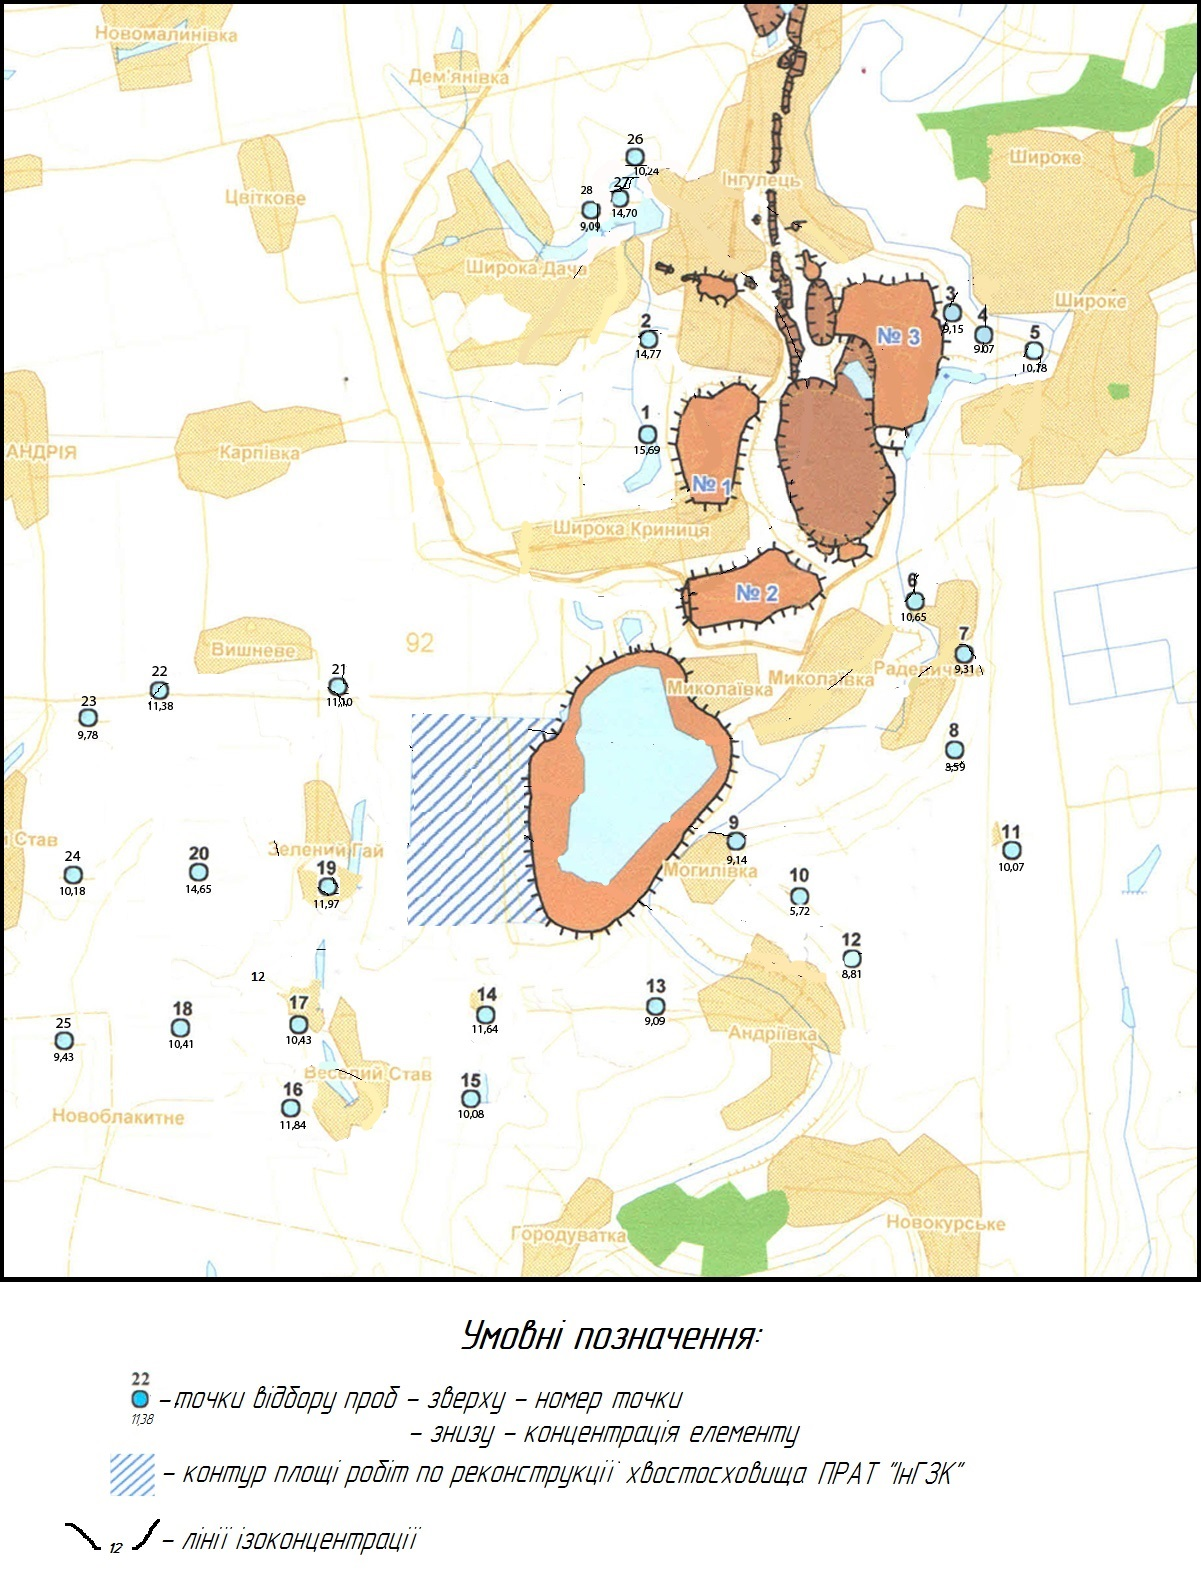 Новомалинівка
Дем'янівка
26
10,24
Широке
Цвіткове
28
27
Інгулець
9,09
14,70
Широка Дача
3
Широке
9,15
4
2
№ 3
9,07
5
14,77
10,78
1
15,69
АНДРІЯ
Карпівка
№ 1
Широка Криниця
6
№ 2
10,65
92
7
Вишневе
9,31
22
21
Миколаївка
Миколаївка
11,38
11,10
23
9,78
8
8,59
9
11
Став
Зелений Гай
9,14
24
20
10,07
10,18
14,65
19
Могилівка
10
11,97
5,72
12
12
8,81
13
14
17
18
9,09
25
11,64
10,41
10,43
Андріївка
9,43
Веселий Став
15
16
10,08
Новоблакитне
11,84
Городуватка
Новокурське
Умовні позначення:
22
– точки відбору проб – зверху – номер точки
11,38
– знизу – концентрація елементу
– контур площі робіт по реконструкції хвостосховища ПРАТ "ІнГЗК"
12
– лінії ізоконцентрації